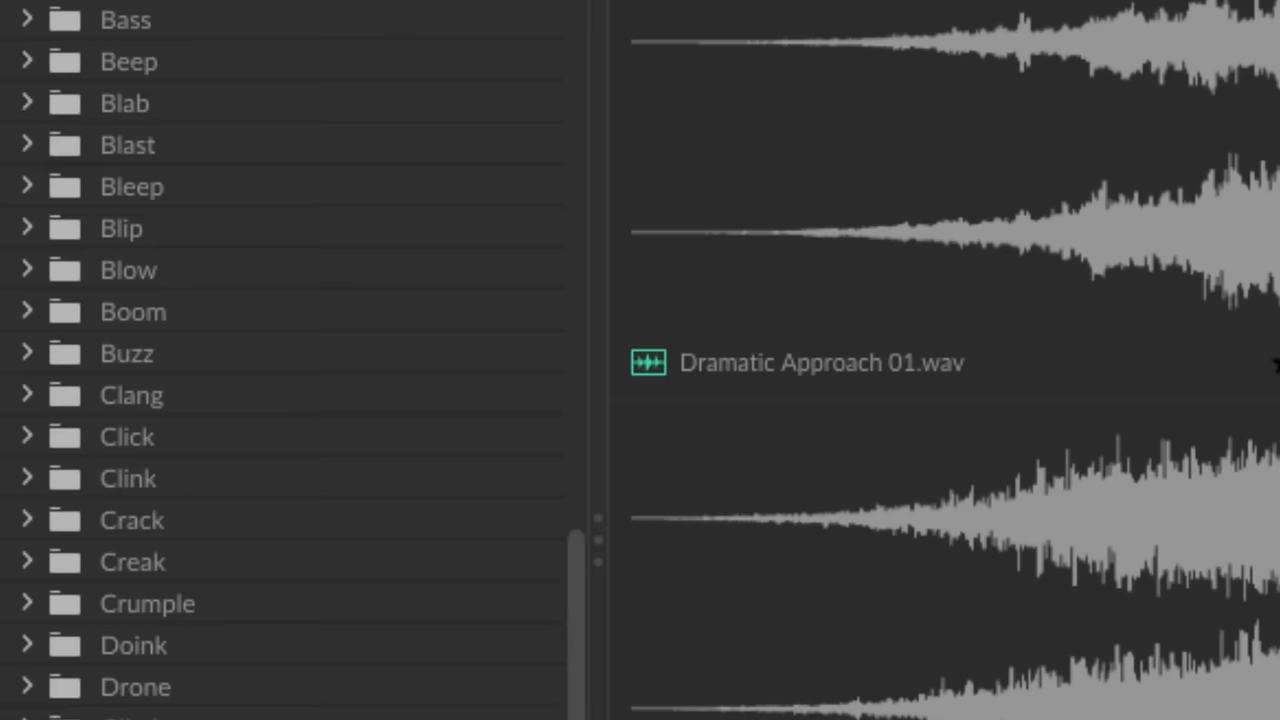 Bass
Beep
Blab
Blast
Bleep
Blip
Blow
Boom
Buzz
Clang
Click
Clink
Crack
Creak
Crumple
Doink
Drone
Dramatic Approach 01.wav